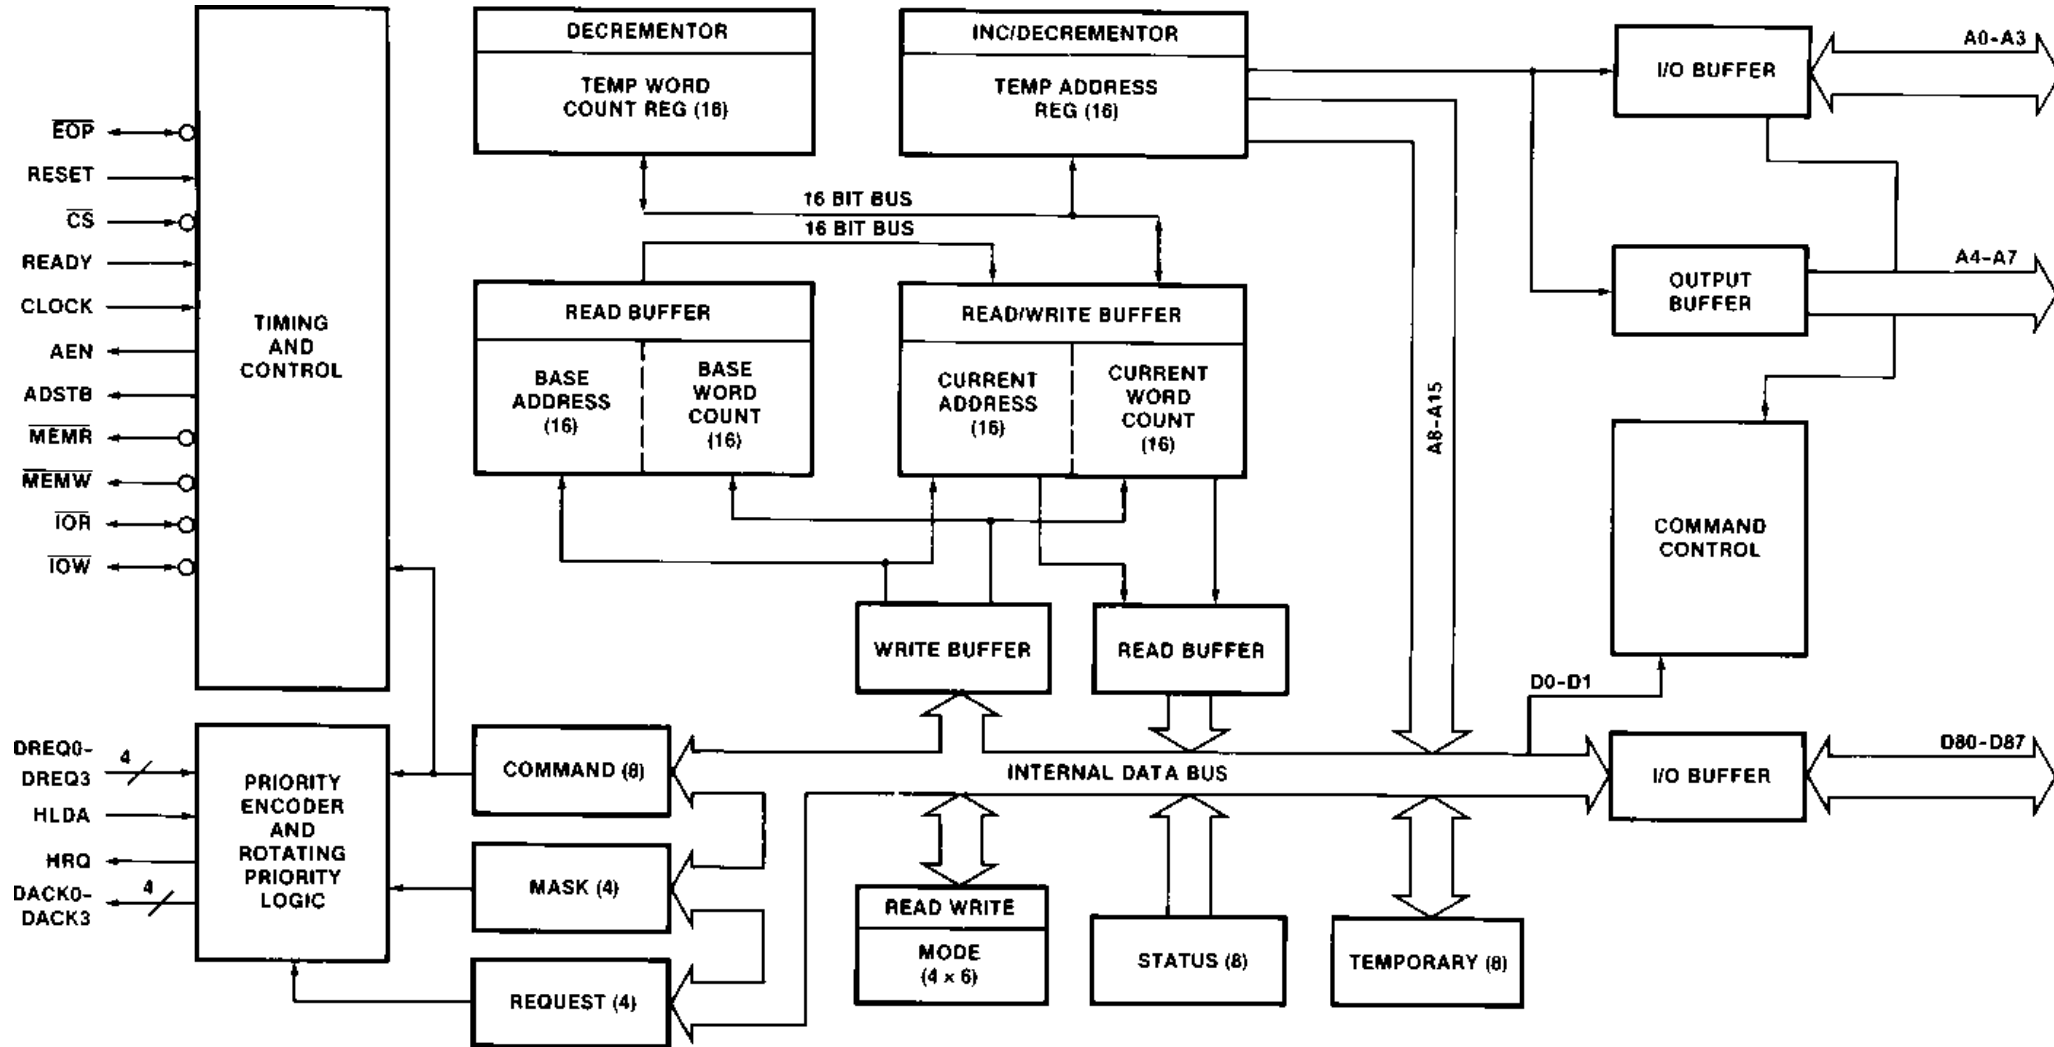 EOP
RESET
CS
READY
CLOCK
AEN
ADSTB
MEMR
MEMW
IOR
IOW
TIMING
AND
CONTROL
DECREMENTOR
TEMP WORD
COUNT REG (16)
INC/DECREMENTOR
TEMP ADDRESS
REG (16)
16 BIT BUS
16 BIT BUS
READ BUFFER
BASE
ADDRESS
(16)
BASE
WORD
COUNT
(16)
READ/WRITE BUFFER
CURRENT
ADDRESS
(16)
CURRENT
WORD
COUNT
(16)
A8-A15
I/O BUFFER
A0-A3
OUTPUT
BUFFER
A4-A7
COMMAND
CONTROL
WRITE BUFFER
READ BUFFER
D0-D1
DREQ0-
DREQ3
4
HLDA
HRQ
DACK0-
DACK3
4
PRIORITY
ENCODER
AND
ROTATING
PRIORITY
LOGIC
COMMAND (8)
MASK (4)
REQUEST (4)
INTERNAL DATA BUS
I/O BUFFER
D80-D87
READ WRITE
MODE
(4 × 6)
STATUS (8)
TEMPORARY (8)